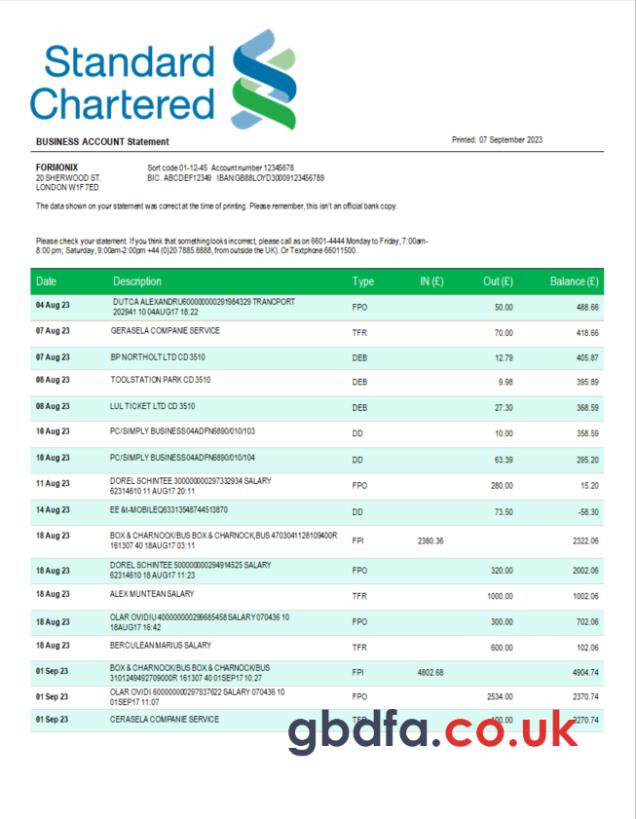 Standard
Chartered
BUSINESS ACCOUNT Statement
Printed: 07 September 2023
FORMONIX
20 SHERWOOD ST.
LONDON W1F 7ED
Sort code 01-12-45 Account number 12345678
BIC. ABCDEF12349 IBAN:GB88LOYD30009123456789
The data shown on your statement was correct at the time of printing. Please remember, this isn't an official bank copy.
Please check your statement. If you think that something looks incorrect, please call as on 6601-4444 Monday to Friday, 7:00am-
8:00 pm; Saturday, 9:00am-2:00pm +44 (0)20 7885 8888, from outside the UK). Or Textphone 66011500.
Date Description Type IN (£) Out (£) Balance (£)
04 Aug 23 DUTCA ALEXANDRU600000000291984329 TRANCPORT FPO 50.00 488.66
202941 10 04AUG17 18:22
07 Aug 23 GERASELA COMPANIE SERVICE TFR 70.00 418.66
07 Aug 23 BP NORTHOLT LTD CD 3510 DEB 12.79 405.87
08 Aug 23 TOOLSTATION PARK CD 3510 DEB 9.98 395.89
08 Aug 23 LUL TICKET LTD CD 3510 DEB 27.30 368.59
10 Aug 23 PC/SIMPLY BUSINESS04ADFN6890/010/103 DD 10.00 358.59
10 Aug 23 PC/SIMPLY BUSINESS04ADFN6890/010/104 DD 63.39 295.20
11 Aug 23 DOREL SCHINTEE 300000000297332934 SALARY FPO 280.00 15.20
62314610 11 AUG17 20:11
14 Aug 23 EE &t-MOBILEQ63313548744513870 DD 73.50 -58.30
18 Aug 23 BOX & CHARNOCK/BUS BOX & CHARNOCK,BUS 4703041128109400R FPI 2380.36 2322.06
161307 40 18AUG17 03:11
18 Aug 23 DOREL SCHINTEE 500000000294914525 SALARY FPO 320.00 2002.06
62314610 18 AUG17 11:23
18 Aug 23 ALEX MUNTEAN SALARY TFR 1000.00 1002.06
18 Aug 23 OLAR OVIDIU 400000000299685458 SALARY 070436 10 FPO 300.00 702.06
18AUG17 16:42
18 Aug 23 BERCULEAN MARIUS SALARY TFR 600.00 102.06
01 Sep 23 BOX & CHARNOCK/BUS BOX & CHARNOCK/BUS FPI 4802.68 4904.74
3101249492709000R 161307 40 01SEP17 10:27
01 Sep 23 OLAR OVIDI 600000000297937622 SALARY 070436 10 FPO 2534.00 2370.74
01SEP17 11:07
01 Sep 23 CERASELA COMPANIE SERVICE 2270.74
gbdfa.co.uk